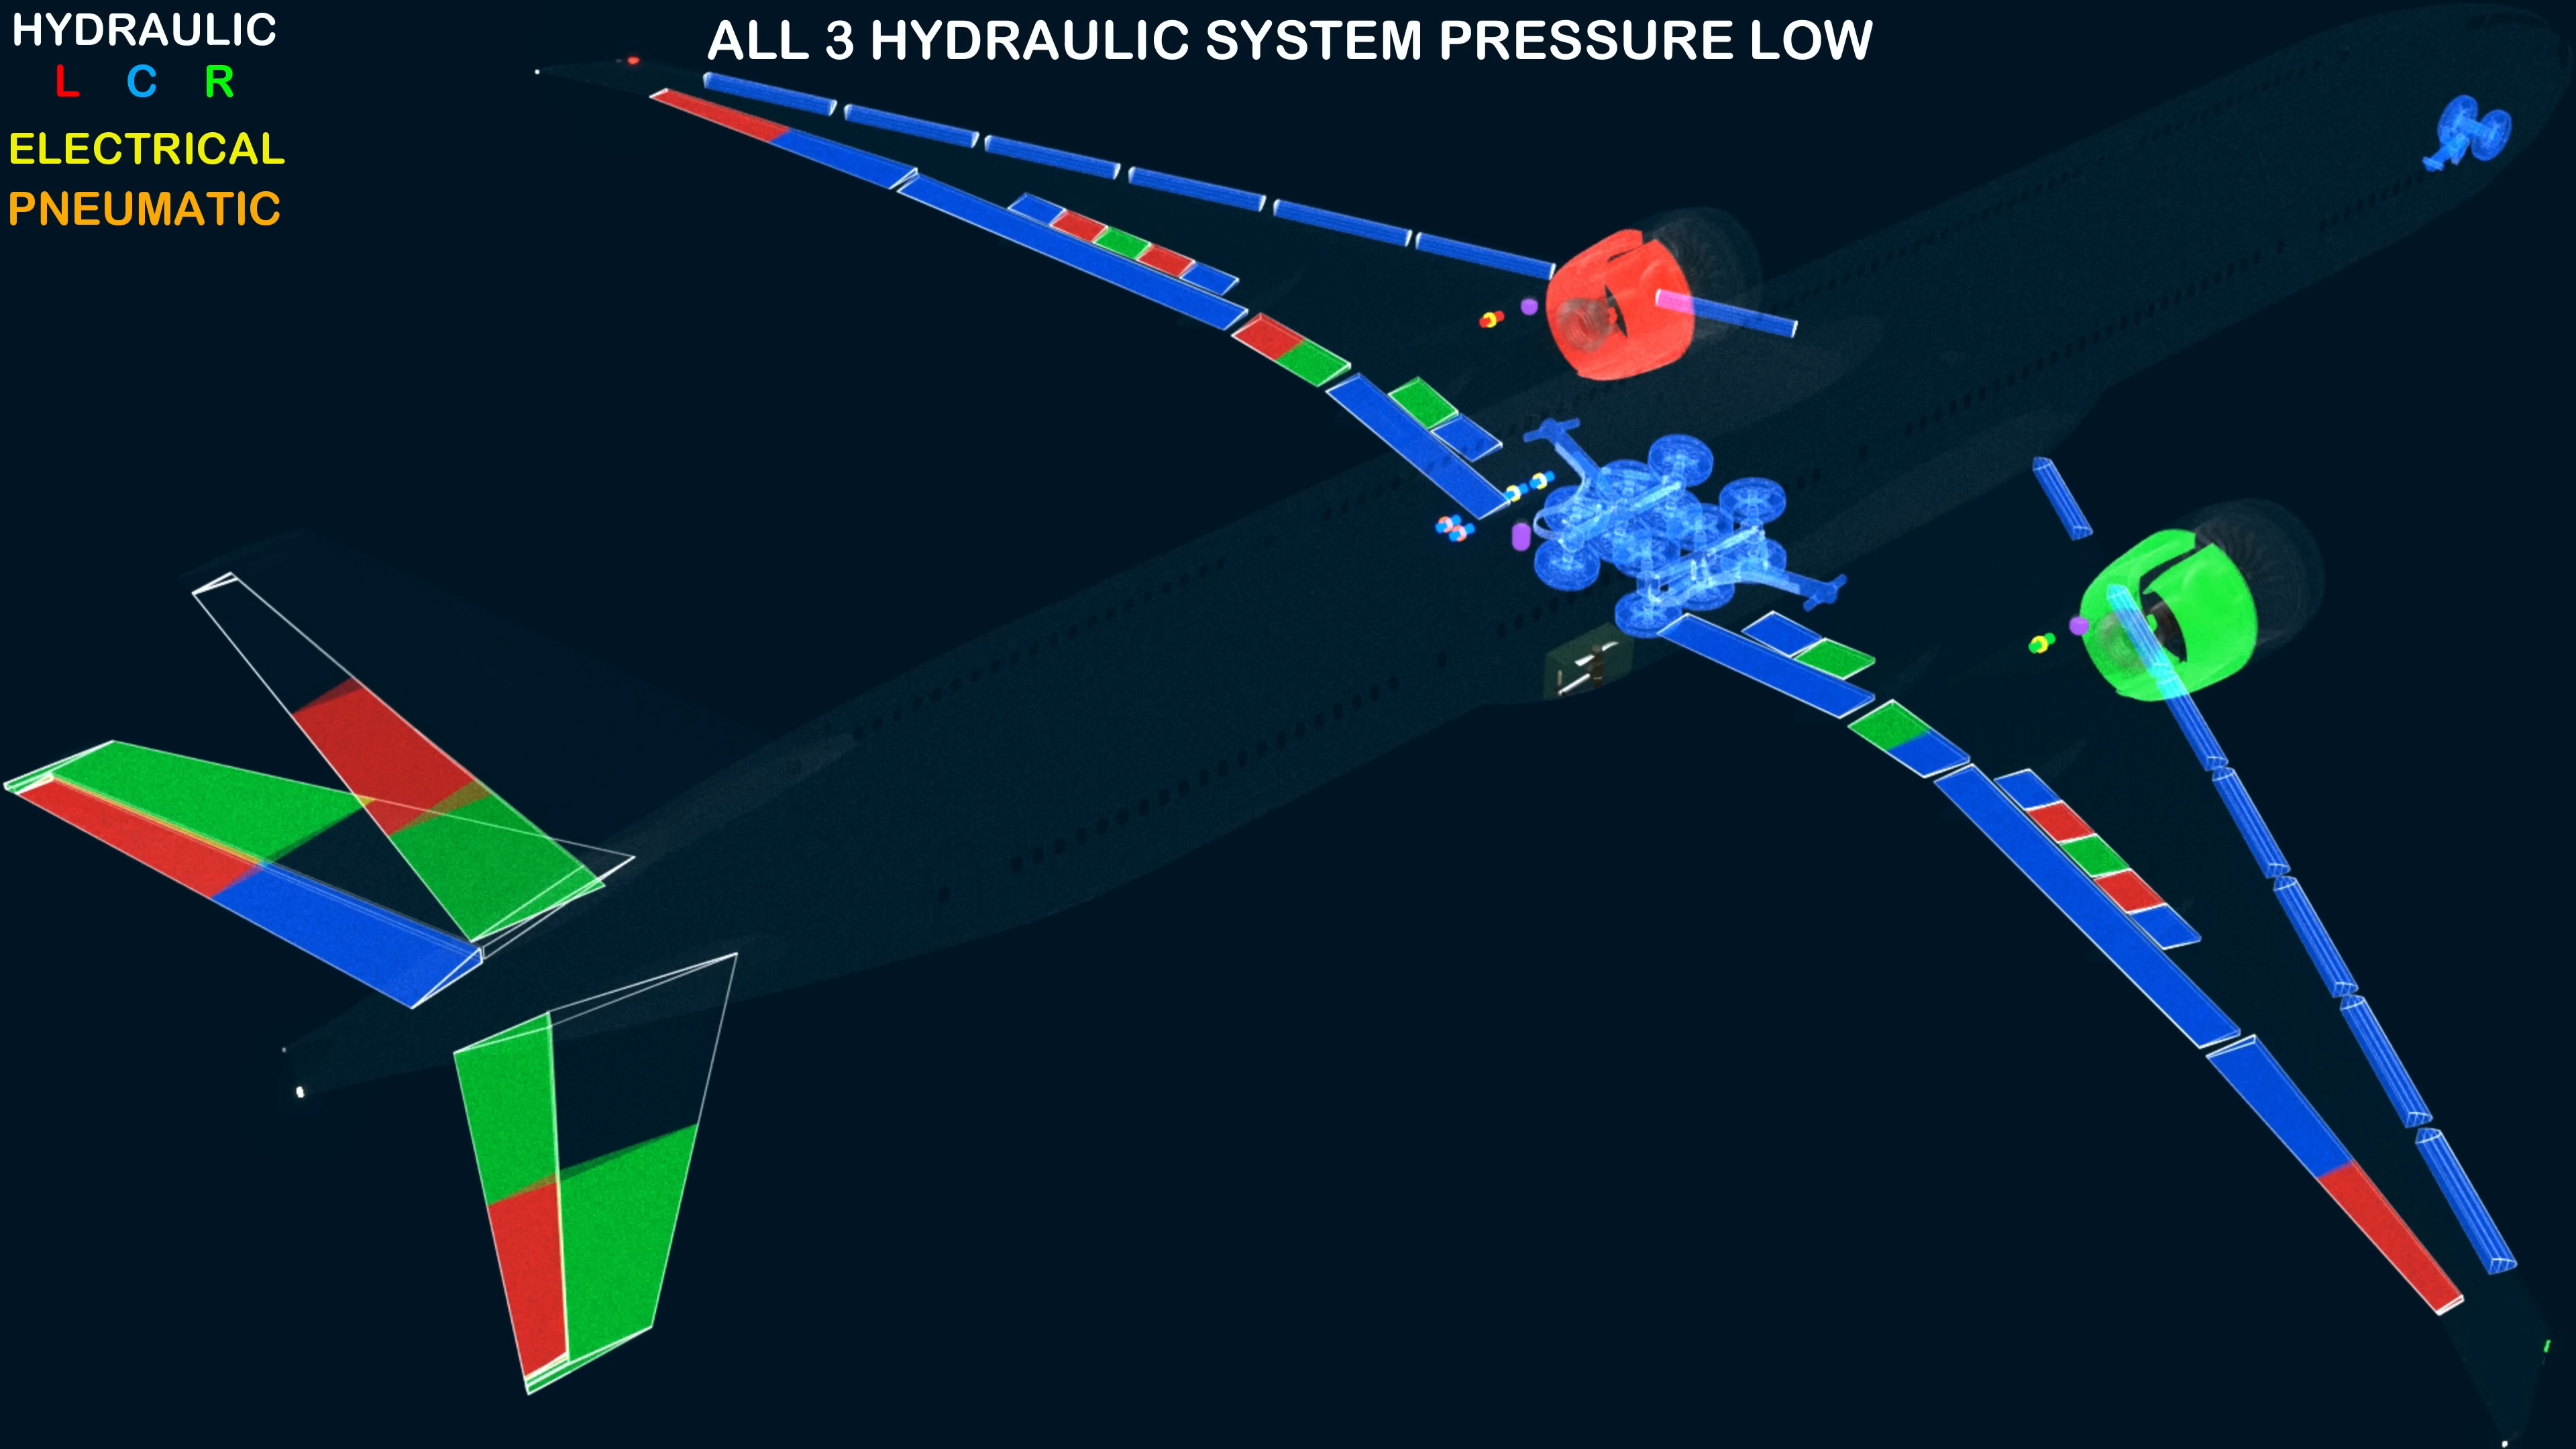 ALL 3 HYDRAULIC SYSTEM PRESSURE LOW
HYDRAULIC
L C R
ELECTRICAL
PNEUMATIC